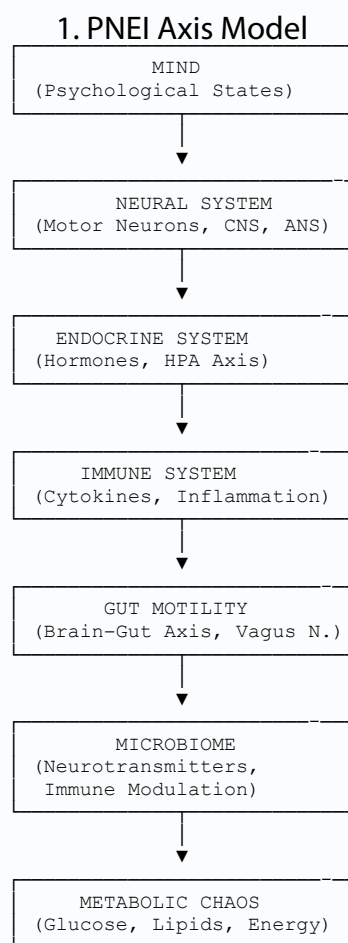 1. PNEI Axis Model
MIND
(Psychological States)
NEURAL SYSTEM
(Motor Neurons, CNS, ANS)
ENDOCRINE SYSTEM
(Hormones, HPA Axis)
IMMUNE SYSTEM
(Cytokines, Inflammation)
GUT MOTILITY
(Brain-Gut Axis, Vagus N.)
MICROBIOME
(Neurotransmitters,
Immune Modulation)
METABOLIC CHAOS
(Glucose, Lipids, Energy)